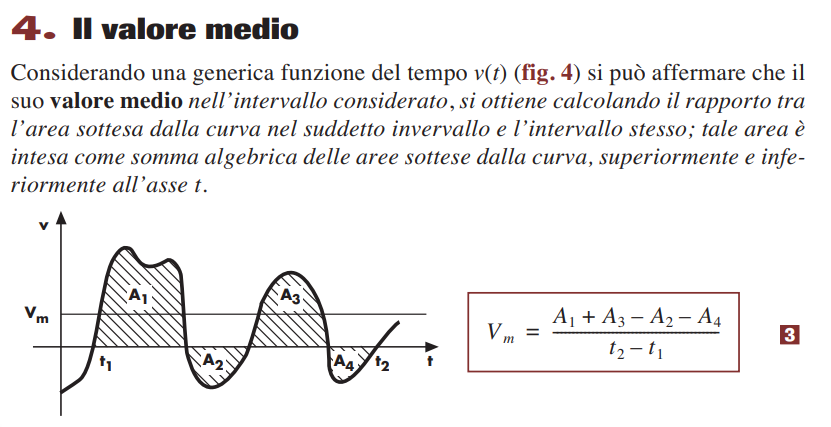 4. Il valore medio
Considerando una generica funzione del tempo v(t) (fig. 4) si può affermare che il
suo valore medio nell'intervallo considerato, si ottiene calcolando il rapporto tra
l'area sottesa dalla curva nel suddetto invervallo e l'intervallo stesso; tale area è
intesa come somma algebrica delle aree sottese dalla curva, superiormente e infe-
riormente all'asse t.
v
A1
A3
Vm
Vm = (A1 + A3 – A2 – A4) / (t2 – t1)
3
t1
A2
A4
t2
t